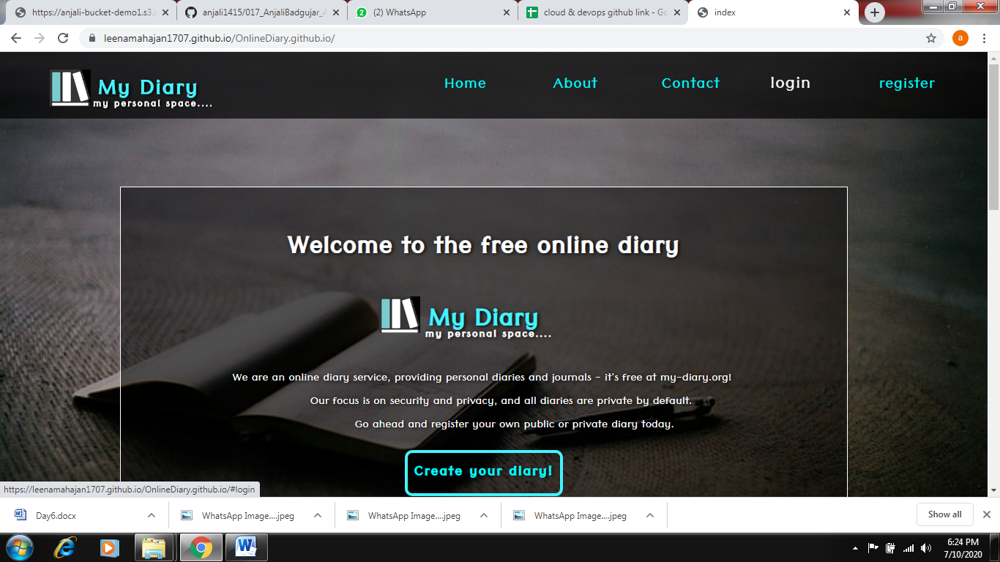 https://anjali-bucket-demo1.s3.
anjali1415/017_AnjaliBadgujar_A
(2) WhatsApp
cloud & devops github link - Go
index
leenamahajan1707.github.io/OnlineDiary.github.io/
a
My Diary
my personal space....
Home
About
Contact
login
register
Welcome to the free online diary
My Diary
my personal space....
We are an online diary service, providing personal diaries and journals - it's free at my-diary.org!
Our focus is on security and privacy, and all diaries are private by default.
Go ahead and register your own public or private diary today.
Create your diary!
https://leenamahajan1707.github.io/OnlineDiary.github.io/#login
Day6.docx
WhatsApp Image....jpeg
WhatsApp Image....jpeg
WhatsApp Image....jpeg
Show all
6:24 PM
7/10/2020